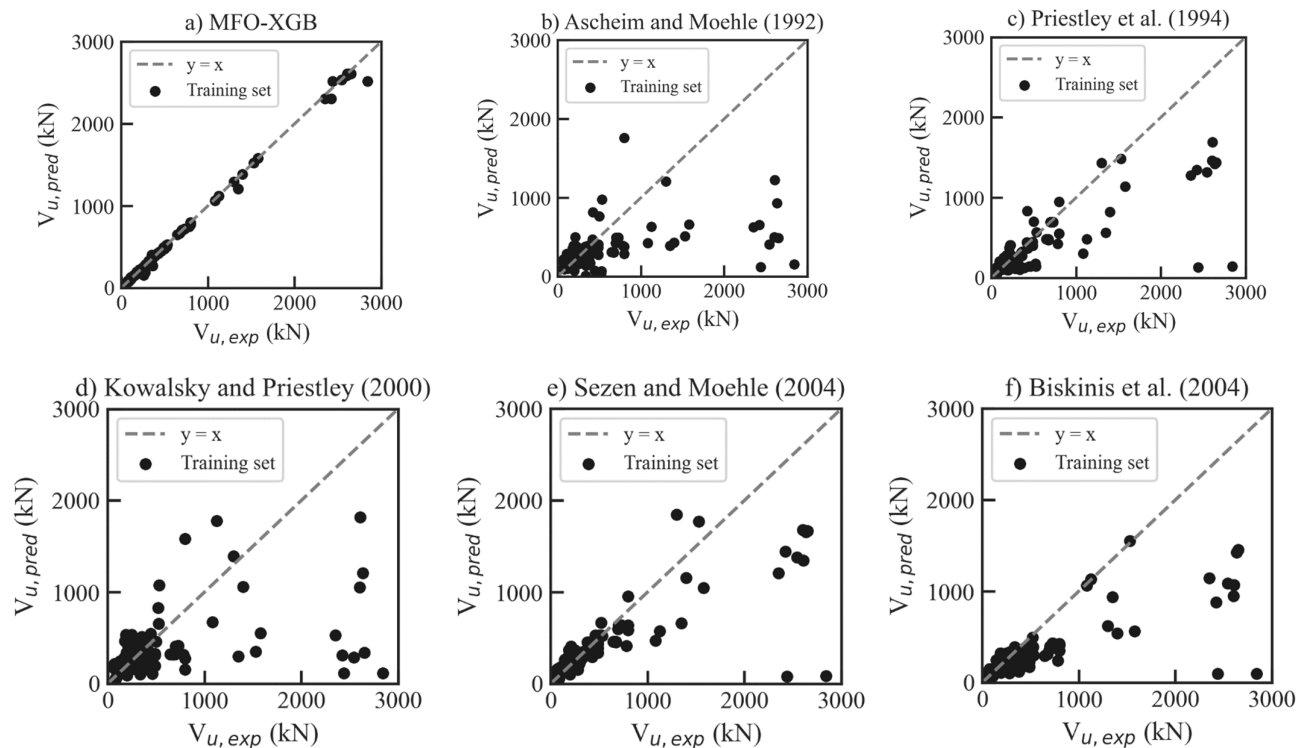 a) MFO-XGB
3000
2000
1000
0
0 1000 2000 3000
y = x
Training set
V_{u, pred} (kN)
V_{u, exp} (kN)
b) Ascheim and Moehle (1992)
3000
2000
1000
0
0 1000 2000 3000
y = x
Training set
V_{u, pred} (kN)
V_{u, exp} (kN)
c) Priestley et al. (1994)
3000
2000
1000
0
0 1000 2000 3000
y = x
Training set
V_{u, pred} (kN)
V_{u, exp} (kN)
d) Kowalsky and Priestley (2000)
3000
2000
1000
0
0 1000 2000 3000
y = x
Training set
V_{u, pred} (kN)
V_{u, exp} (kN)
e) Sezen and Moehle (2004)
3000
2000
1000
0
0 1000 2000 3000
y = x
Training set
V_{u, pred} (kN)
V_{u, exp} (kN)
f) Biskinis et al. (2004)
3000
2000
1000
0
0 1000 2000 3000
y = x
Training set
V_{u, pred} (kN)
V_{u, exp} (kN)